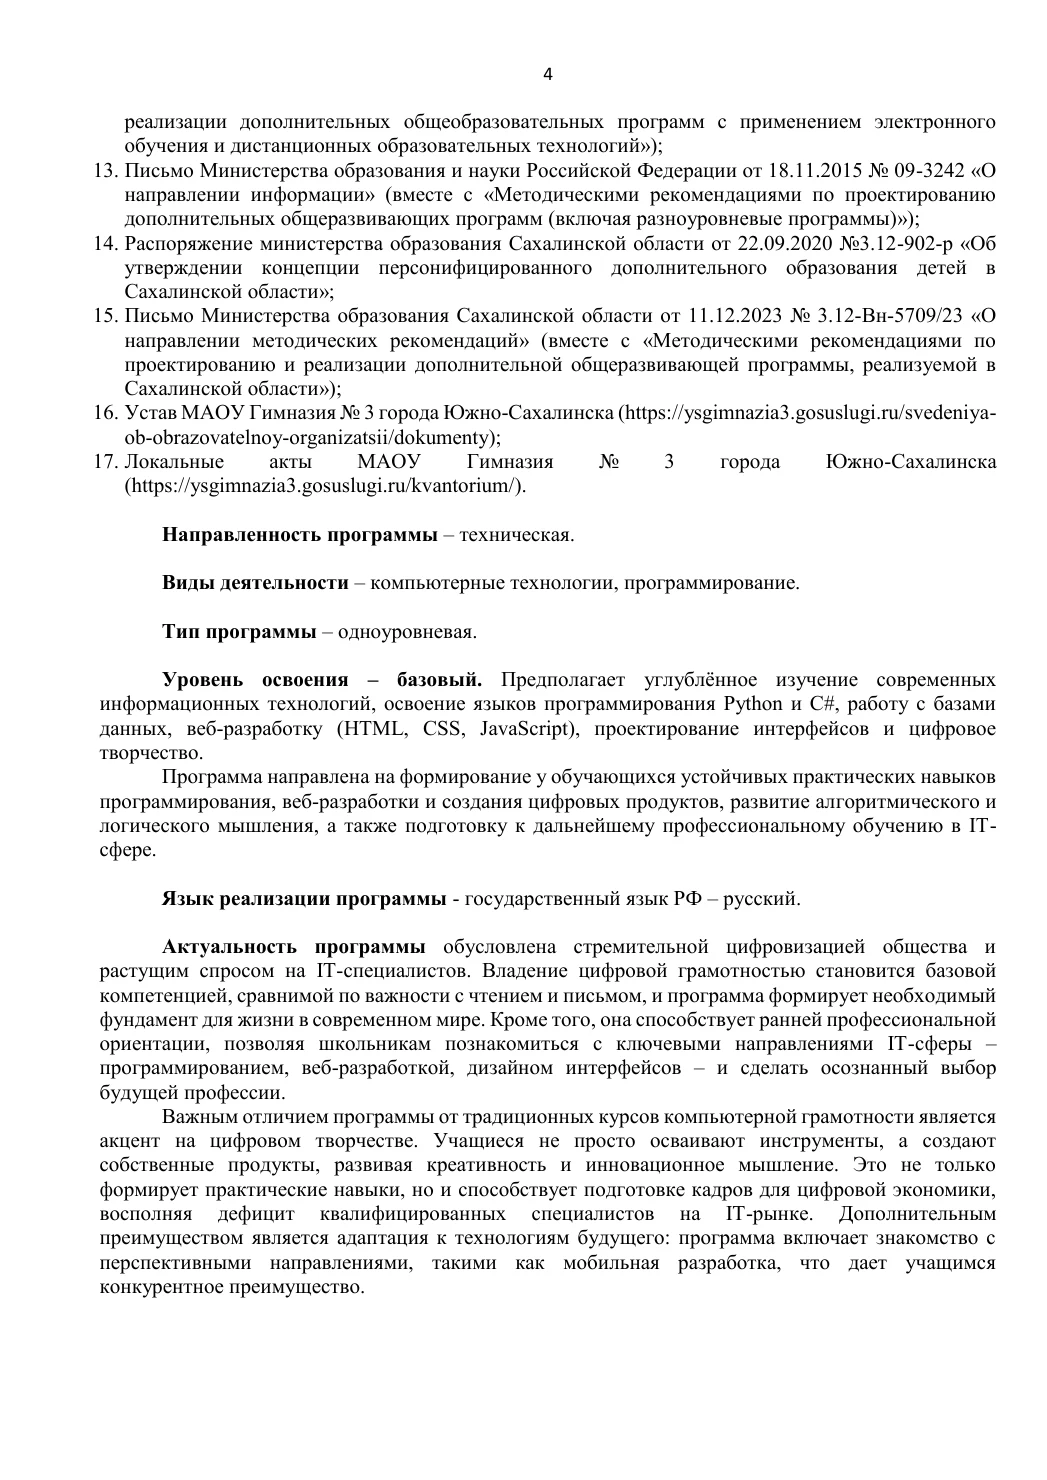 4
реализации дополнительных общеобразовательных программ с применением электронного
обучения и дистанционных образовательных технологий»);
13. Письмо Министерства образования и науки Российской Федерации от 18.11.2015 № 09-3242 «О
направлении информации» (вместе с «Методическими рекомендациями по проектированию
дополнительных общеразвивающих программ (включая разноуровневые программы)»);
14. Распоряжение министерства образования Сахалинской области от 22.09.2020 №3.12-902-р «Об
утверждении концепции персонифицированного дополнительного образования детей в
Сахалинской области»;
15. Письмо Министерства образования Сахалинской области от 11.12.2023 № 3.12-Вн-5709/23 «О
направлении методических рекомендаций» (вместе с «Методическими рекомендациями по
проектированию и реализации дополнительной общеразвивающей программы, реализуемой в
Сахалинской области»);
16. Устав МАОУ Гимназия № 3 города Южно-Сахалинска (https://ysgimnazia3.gosuslugi.ru/svedeniya-
ob-obrazovatelnoy-organizatsii/dokumenty);
17. Локальные акты МАОУ Гимназия № 3 города Южно-Сахалинска
(https://ysgimnazia3.gosuslugi.ru/kvantorium/).
Направленность программы – техническая.
Виды деятельности – компьютерные технологии, программирование.
Тип программы – одноуровневая.
Уровень освоения – базовый. Предполагает углублённое изучение современных
информационных технологий, освоение языков программирования Python и C#, работу с базами
данных, веб-разработку (HTML, CSS, JavaScript), проектирование интерфейсов и цифровое
творчество.
Программа направлена на формирование у обучающихся устойчивых практических навыков
программирования, веб-разработки и создания цифровых продуктов, развитие алгоритмического и
логического мышления, а также подготовку к дальнейшему профессиональному обучению в IT-
сфере.
Язык реализации программы - государственный язык РФ – русский.
Актуальность программы обусловлена стремительной цифровизацией общества и
растущим спросом на IT-специалистов. Владение цифровой грамотностью становится базовой
компетенцией, сравнимой по важности с чтением и письмом, и программа формирует необходимый
фундамент для жизни в современном мире. Кроме того, она способствует ранней профессиональной
ориентации, позволяя школьникам познакомиться с ключевыми направлениями IT-сферы –
программированием, веб-разработкой, дизайном интерфейсов – и сделать осознанный выбор
будущей профессии.
Важным отличием программы от традиционных курсов компьютерной грамотности является
акцент на цифровом творчестве. Учащиеся не просто осваивают инструменты, а создают
собственные продукты, развивая креативность и инновационное мышление. Это не только
формирует практические навыки, но и способствует подготовке кадров для цифровой экономики,
восполняя дефицит квалифицированных специалистов на IT-рынке. Дополнительным
преимуществом является адаптация к технологиям будущего: программа включает знакомство с
перспективными направлениями, такими как мобильная разработка, что дает учащимся
конкурентное преимущество.